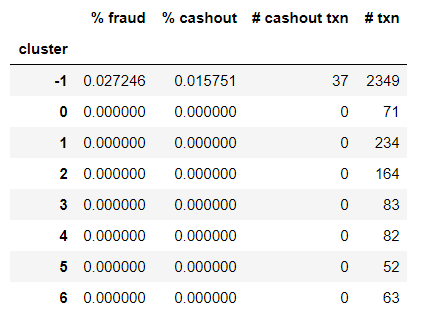 % fraud % cashout # cashout txn # txn
cluster
-1 0.027246 0.015751 37 2349
0 0.000000 0.000000 0 71
1 0.000000 0.000000 0 234
2 0.000000 0.000000 0 164
3 0.000000 0.000000 0 83
4 0.000000 0.000000 0 82
5 0.000000 0.000000 0 52
6 0.000000 0.000000 0 63